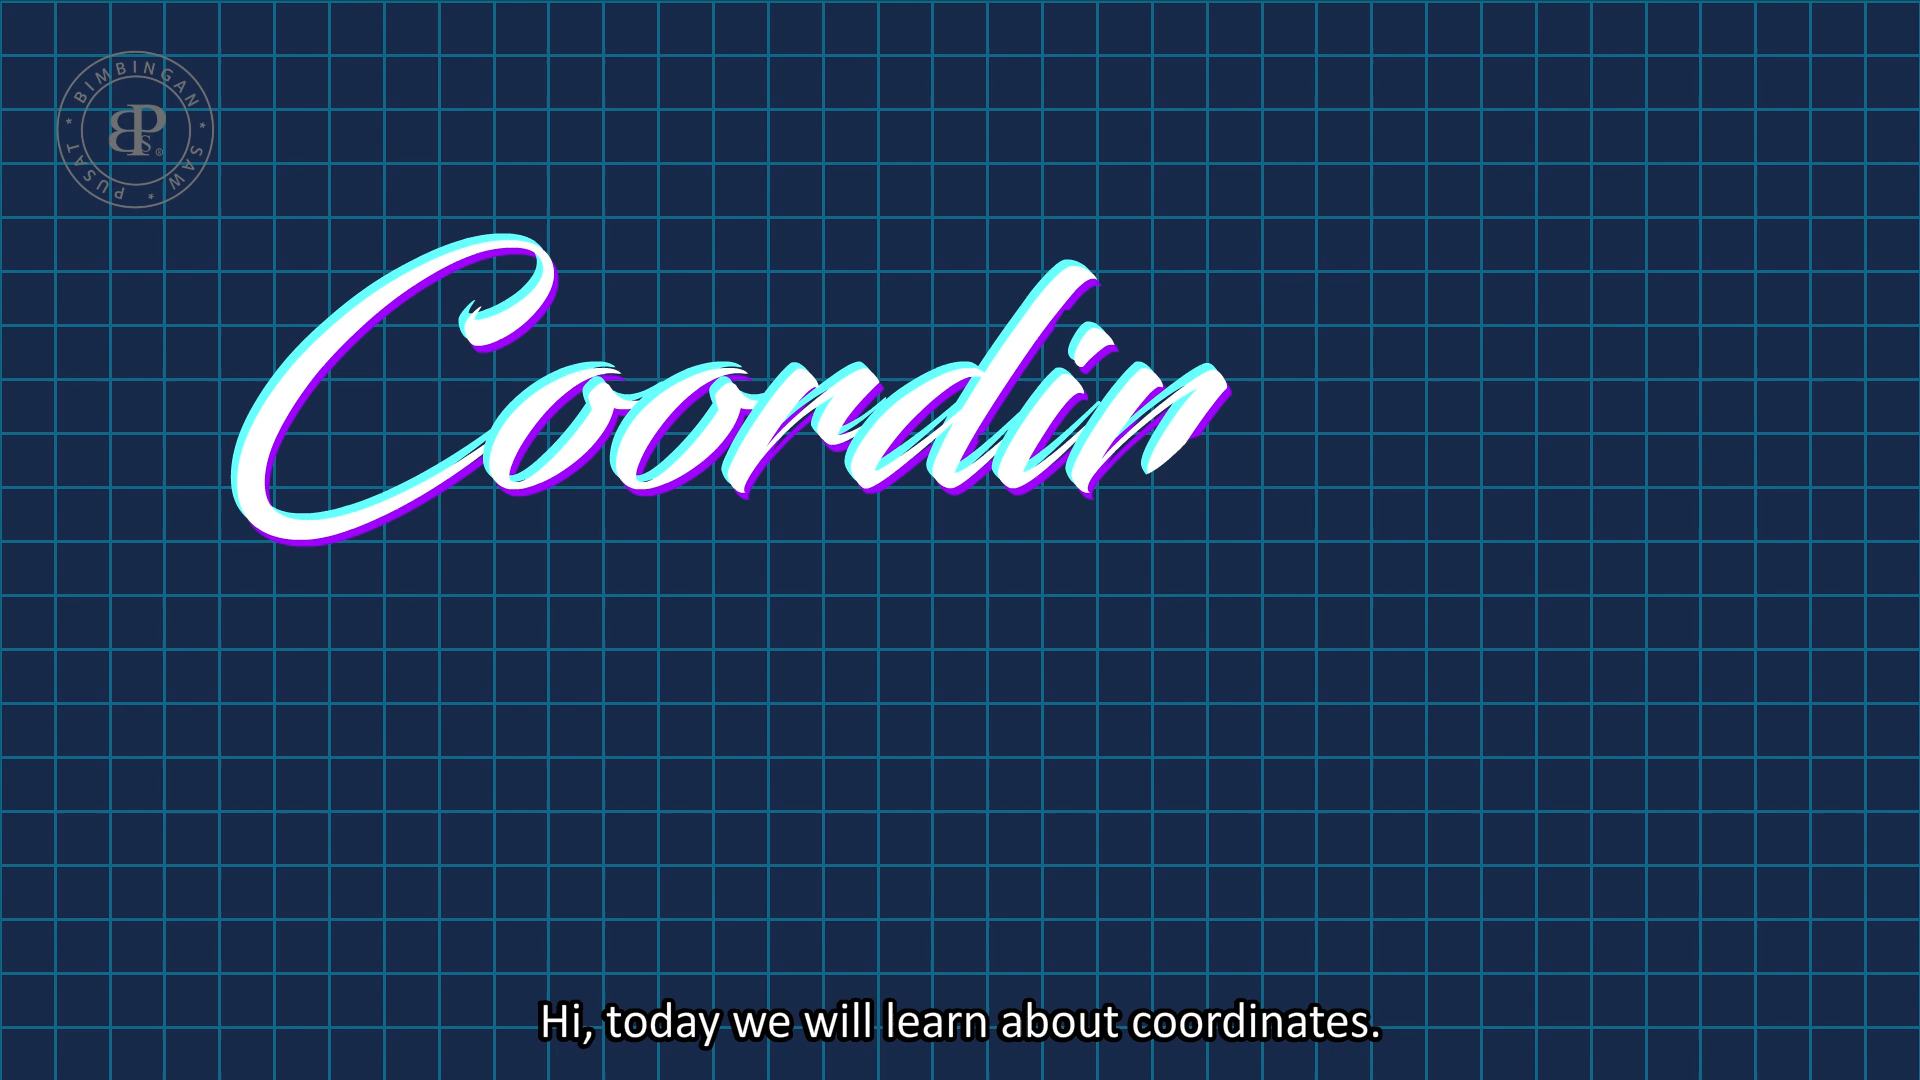 PUSAT * BIMBINGAN * SAW *
BPS ®
Coordin
Hi, today we will learn about coordinates.